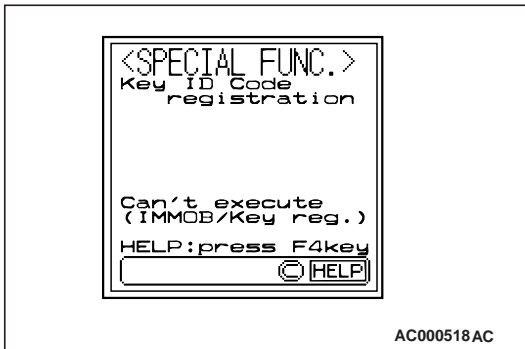 <SPECIAL FUNC.>
Key ID Code
registration
Can't execute
(IMMOB/Key reg.)
HELP:press F4key
© HELP
AC000518AC